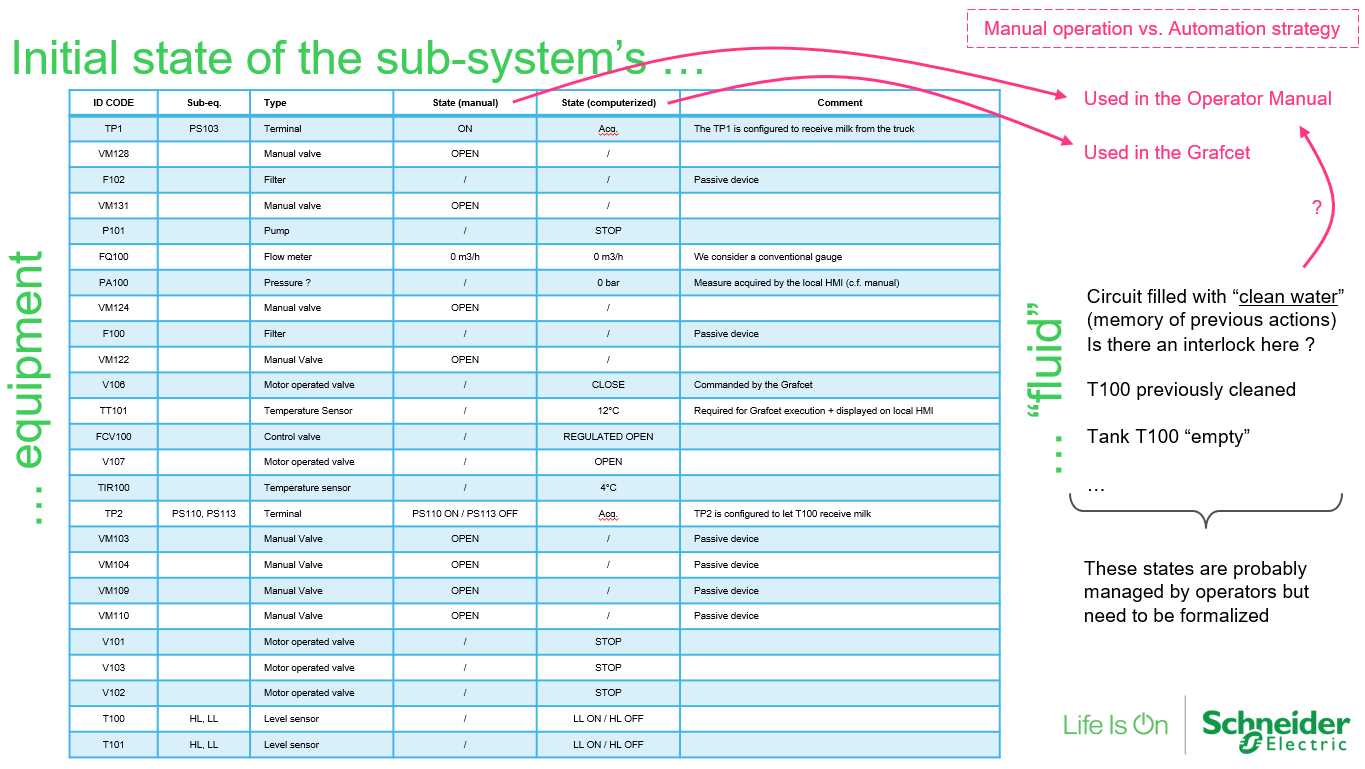 Manual operation vs. Automation strategy
Initial state of the sub-system’s …
ID CODE Sub-eq. Type State (manual) State (computerized) Comment
TP1 PS103 Terminal ON Acq. The TP1 is configured to receive milk from the truck
VM128 Manual valve OPEN /
F102 Filter / / Passive device
VM131 Manual valve OPEN /
P101 Pump / STOP
FQ100 Flow meter 0 m3/h 0 m3/h We consider a conventional gauge
PA100 Pressure ? / 0 bar Measure acquired by the local HMI (c.f. manual)
VM124 Manual valve OPEN /
F100 Filter / / Passive device
VM122 Manual Valve OPEN /
V106 Motor operated valve / CLOSE Commanded by the Grafcet
TT101 Temperature Sensor / 12°C Required for Grafcet execution + displayed on local HMI
FCV100 Control valve / REGULATED OPEN
V107 Motor operated valve / OPEN
TIR100 Temperature sensor / 4°C
TP2 PS110, PS113 Terminal PS110 ON / PS113 OFF Acq. TP2 is configured to let T100 receive milk
VM103 Manual Valve OPEN / Passive device
VM104 Manual Valve OPEN / Passive device
VM109 Manual Valve OPEN / Passive device
VM110 Manual Valve OPEN / Passive device
V101 Motor operated valve / STOP
V103 Motor operated valve / STOP
V102 Motor operated valve / STOP
T100 HL, LL Level sensor / LL ON / HL OFF
T101 HL, LL Level sensor / LL ON / HL OFF
… equipment
Used in the Operator Manual
Used in the Grafcet
?
… “fluid”
Circuit filled with “clean water”
(memory of previous actions)
Is there an interlock here ?
T100 previously cleaned
Tank T100 “empty”
…
These states are probably
managed by operators but
need to be formalized
Life Is On
Schneider
Electric